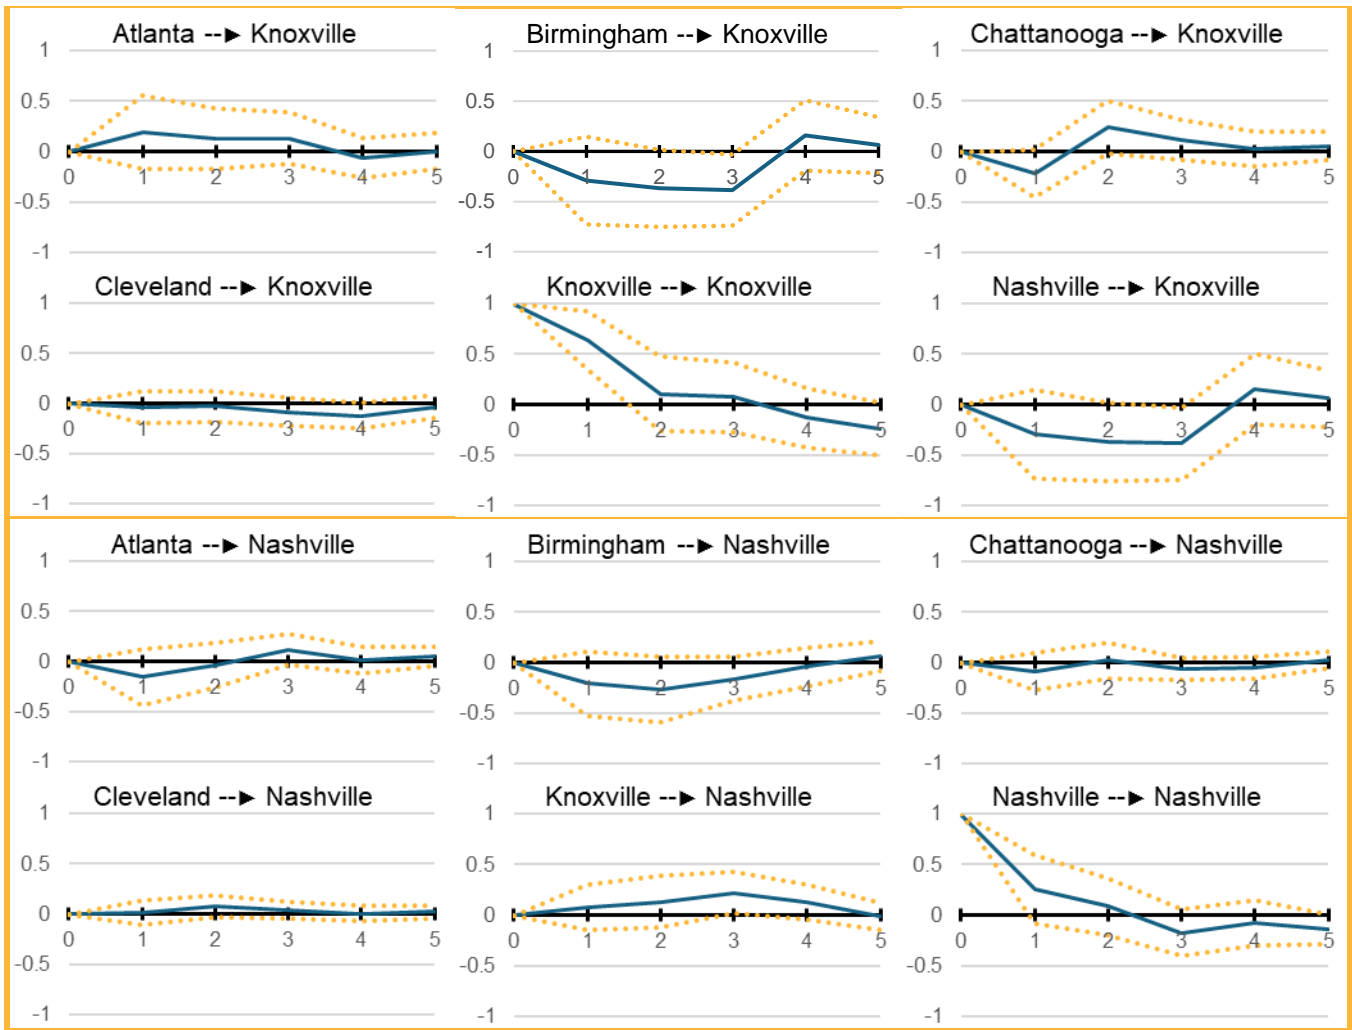 Atlanta --► Knoxville
1
0.5
0
-0.5
-1
0 1 2 3 4 5
Birmingham --► Knoxville
1
0.5
0
-0.5
-1
0 1 2 3 4 5
Chattanooga --► Knoxville
1
0.5
0
-0.5
-1
0 1 2 3 4 5
Cleveland --► Knoxville
1
0.5
0
-0.5
-1
0 1 2 3 4 5
Knoxville --► Knoxville
1
0.5
0
-0.5
-1
0 1 2 3 4 5
Nashville --► Knoxville
1
0.5
0
-0.5
-1
0 1 2 3 4 5
Atlanta --► Nashville
1
0.5
0
-0.5
-1
0 1 2 3 4 5
Birmingham --► Nashville
1
0.5
0
-0.5
-1
0 1 2 3 4 5
Chattanooga --► Nashville
1
0.5
0
-0.5
-1
0 1 2 3 4 5
Cleveland --► Nashville
1
0.5
0
-0.5
-1
0 1 2 3 4 5
Knoxville --► Nashville
1
0.5
0
-0.5
-1
0 1 2 3 4 5
Nashville --► Nashville
1
0.5
0
-0.5
-1
0 1 2 3 4 5